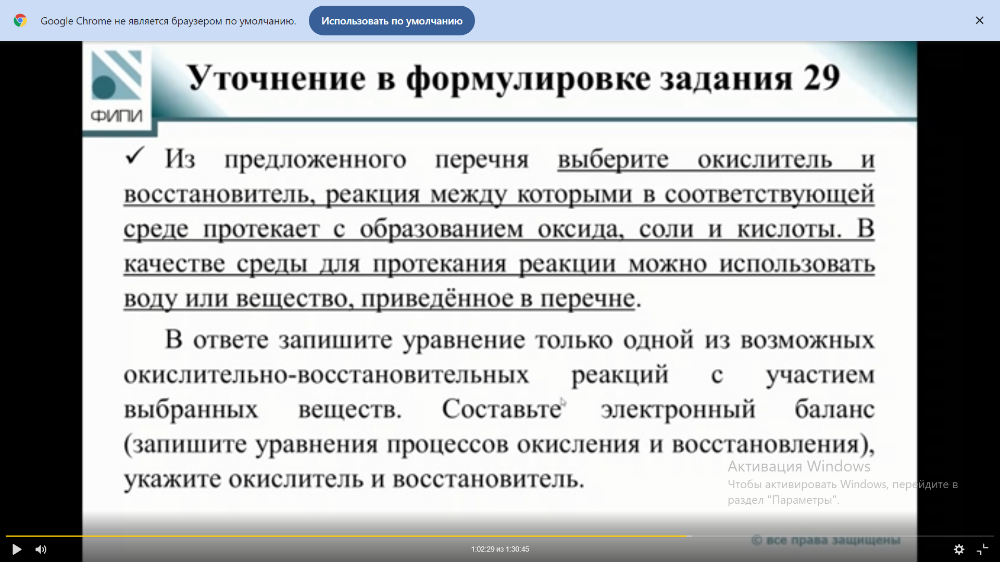 Google Chrome не является браузером по умолчанию.
Использовать по умолчанию
Уточнение в формулировке задания 29
ФИПИ
✓ Из предложенного перечня выберите окислитель и
восстановитель, реакция между которыми в соответствующей
среде протекает с образованием оксида, соли и кислоты. В
качестве среды для протекания реакции можно использовать
воду или вещество, приведённое в перечне.
В ответе запишите уравнение только одной из возможных
окислительно-восстановительных реакций с участием
выбранных веществ. Составьте электронный баланс
(запишите уравнения процессов окисления и восстановления),
укажите окислитель и восстановитель.
Активация Windows
Чтобы активировать Windows, перейдите в
раздел "Параметры".
© все права защищены
1:02:29 из 1:30:45